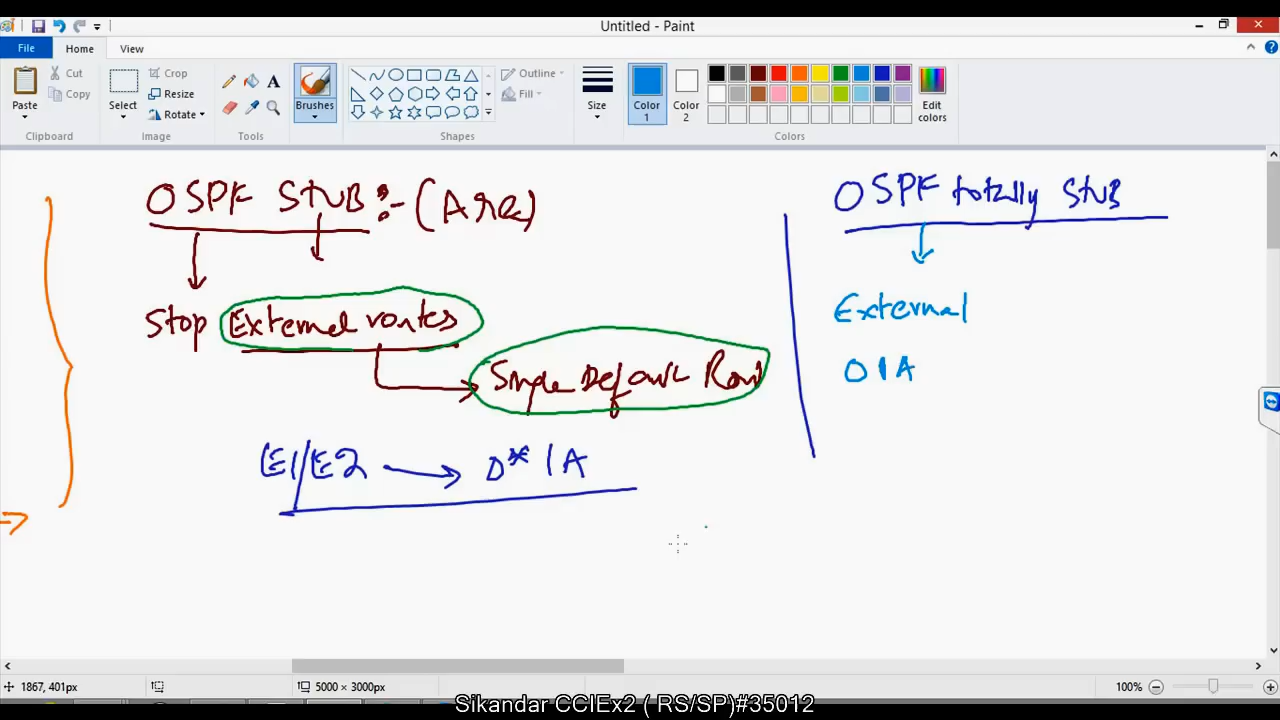 Untitled - Paint
File
Home
View
Paste
Cut
Copy
Clipboard
Select
Crop
Resize
Rotate
Image
Tools
Brushes
Shapes
Outline
Fill
Size
Color 1
Color 2
Edit colors
Colors
OSPF STUB :- (Area)
Stop External routes
Single Default Rout
E1/E2 → O* IA
OSPF totally STUB
External
O IA
1867, 401px
5000 × 3000px
100%
Sikandar CCIEx2 ( RS/SP)#35012